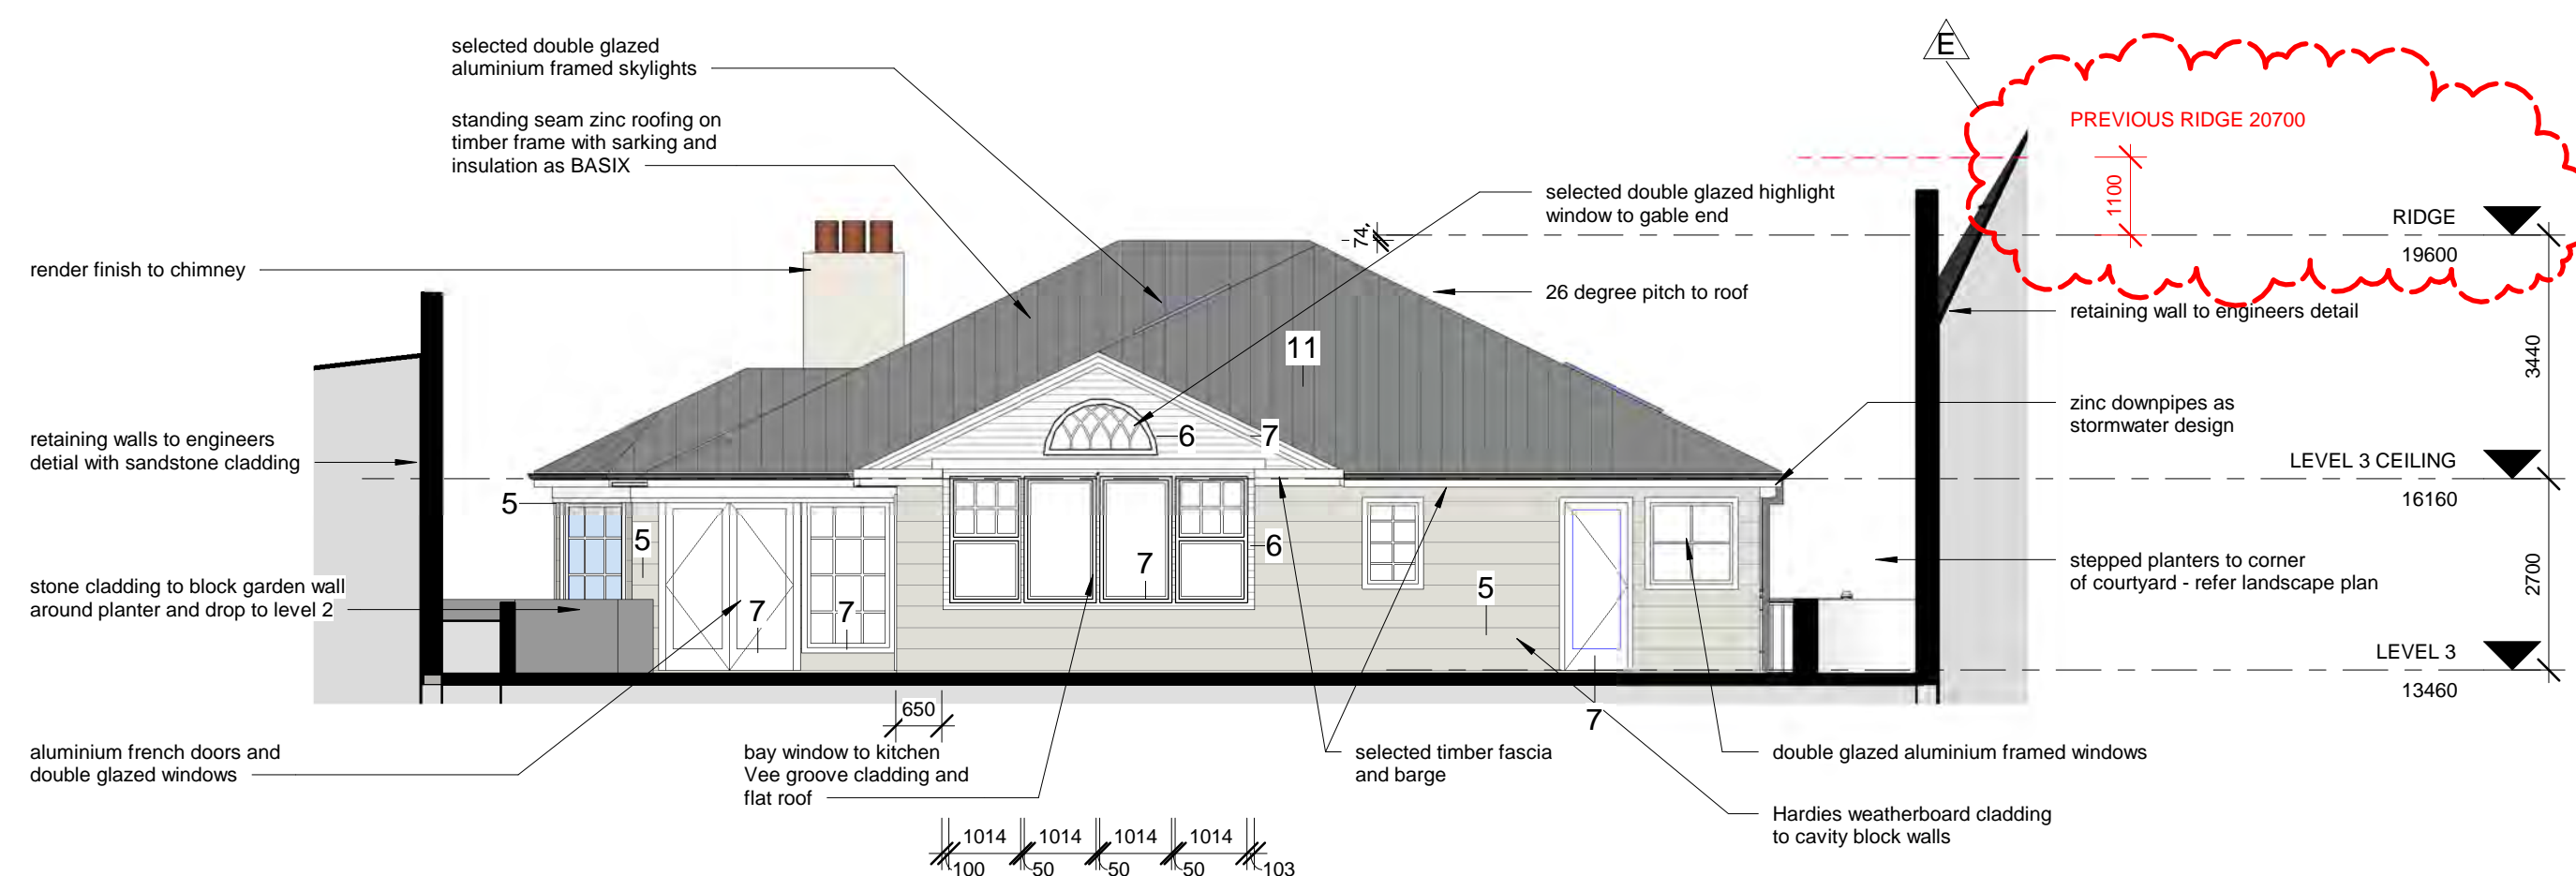 selected double glazed
aluminium framed skylights
standing seam zinc roofing on
timber frame with sarking and
insulation as BASIX
render finish to chimney
retaining walls to engineers
detial with sandstone cladding
stone cladding to block garden wall
around planter and drop to level 2
aluminium french doors and
double glazed windows
E
PREVIOUS RIDGE 20700
1100
selected double glazed highlight
window to gable end
74
26 degree pitch to roof
RIDGE
19600
retaining wall to engineers detail
3440
zinc downpipes as
stormwater design
LEVEL 3 CEILING
16160
stepped planters to corner
of courtyard - refer landscape plan
2700
LEVEL 3
13460
11
6
7
5
5
6
7
5
7
7
7
650
bay window to kitchen
Vee groove cladding and
flat roof
selected timber fascia
and barge
double glazed aluminium framed windows
Hardies weatherboard cladding
to cavity block walls
1014
1014
1014
1014
100
50
50
50
103